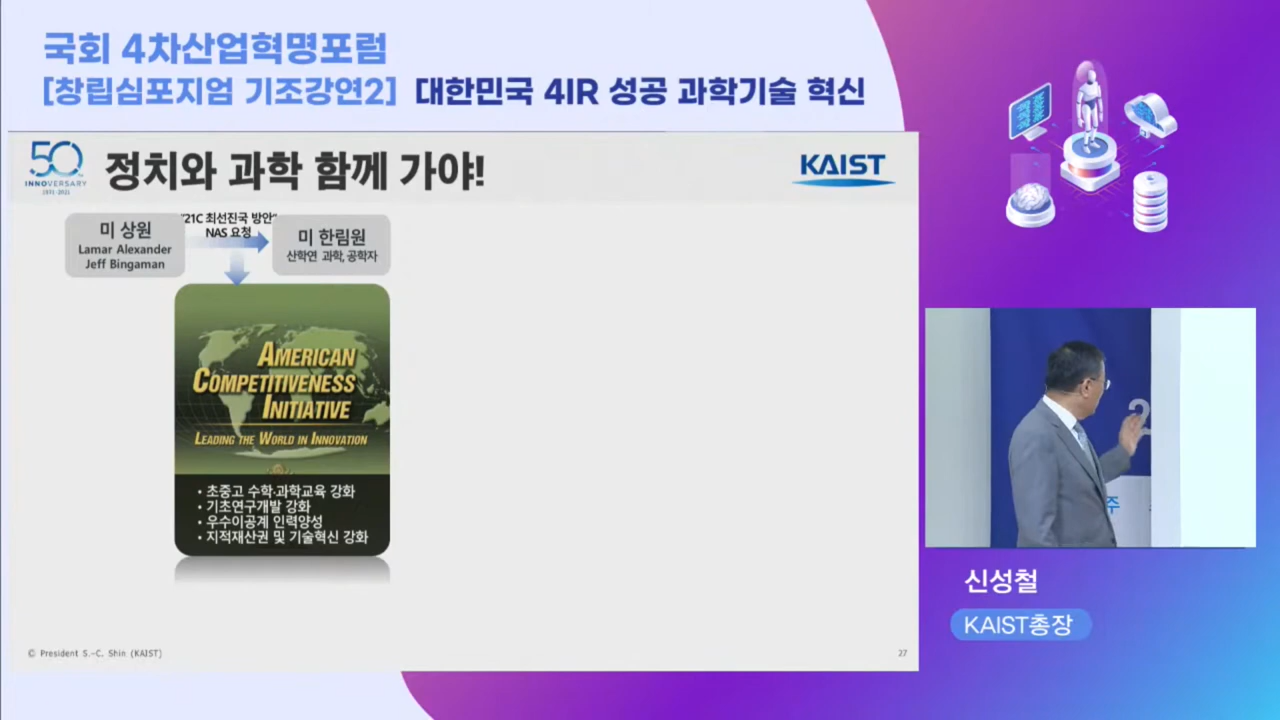 국회 4차산업혁명포럼
[창립심포지엄 기조강연2] 대한민국 4IR 성공 과학기술 혁신
50
INNOVERSARY
1971-2021
정치와 과학 함께 가야!
KAIST
미 상원
Lamar Alexander
Jeff Bingaman
"21C 최선진국 방안"
NAS 요청
미 한림원
산학연 과학,공학자
AMERICAN
COMPETITIVENESS
INITIATIVE
LEADING THE WORLD IN INNOVATION
• 초중고 수학·과학교육 강화
• 기초연구개발 강화
• 우수이공계 인력양성
• 지적재산권 및 기술혁신 강화
© President S.-C. Shin (KAIST)
27
2
주
신성철
KAIST총장